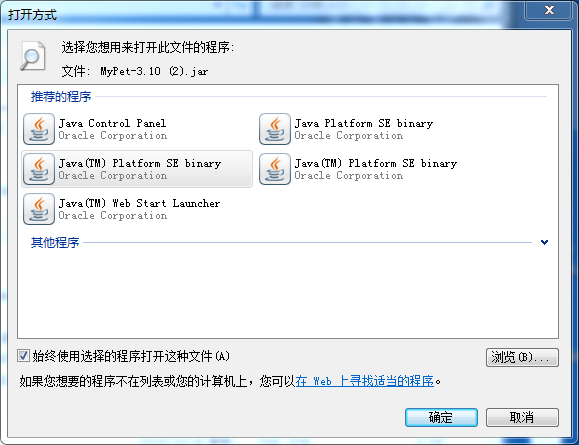 打开方式
选择您想用来打开此文件的程序:
文件: MyPet-3.10 (2).jar
推荐的程序
Java Control Panel
Oracle Corporation
Java Platform SE binary
Oracle Corporation
Java(TM) Platform SE binary
Oracle Corporation
Java(TM) Platform SE binary
Oracle Corporation
Java(TM) Web Start Launcher
Oracle Corporation
其他程序
始终使用选择的程序打开这种文件(A)
浏览(B)...
如果您想要的程序不在列表或您的计算机上，您可以在 Web 上寻找适当的程序。
确定
取消